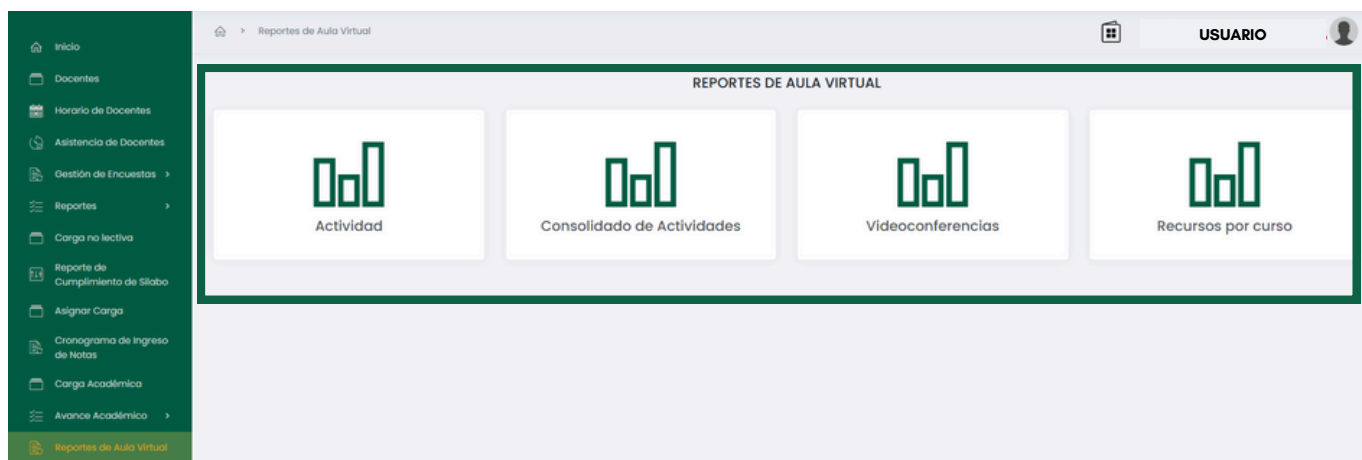 Inicio
Docentes
Horario de Docentes
Asistencia de Docentes
Gestión de Encuestas >
Reportes >
Carga no lectiva
Reporte de
Cumplimiento de Sílabo
Asignar Carga
Cronograma de Ingreso
de Notas
Carga Académica
Avance Académico >
Reportes de Aula Virtual
> Reportes de Aula Virtual
USUARIO
REPORTES DE AULA VIRTUAL
Actividad
Consolidado de Actividades
Videoconferencias
Recursos por curso